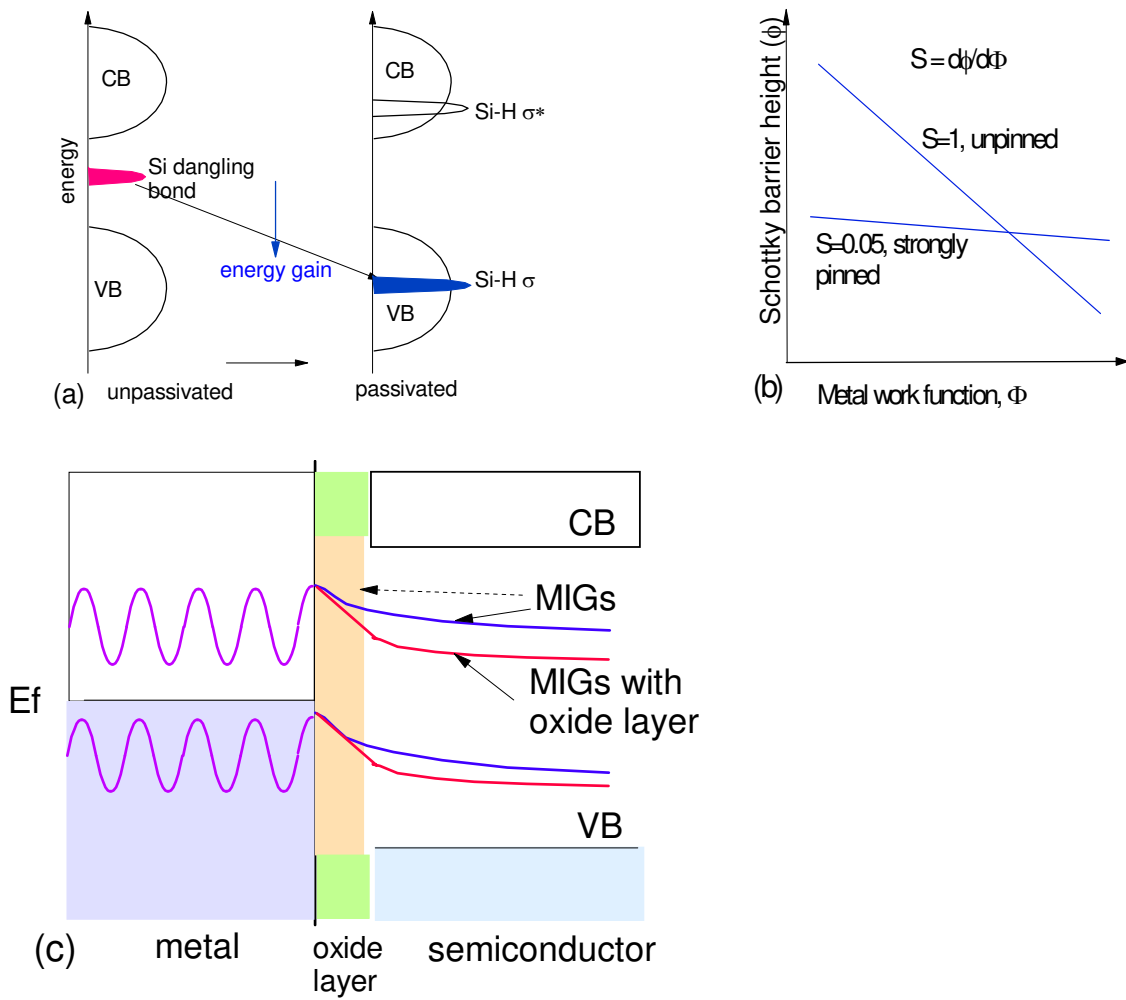 CB
energy
Si dangling
bond
energy gain
VB
(a)
unpassivated
CB
Si-H σ*
Si-H σ
VB
passivated
Schottky barrier height (ϕ)
S = dϕ/dΦ
S=1, unpinned
S=0.05, strongly
pinned
(b)
Metal work function, Φ
CB
MIGs
MIGs with
oxide layer
Ef
VB
(c)
metal
oxide
layer
semiconductor